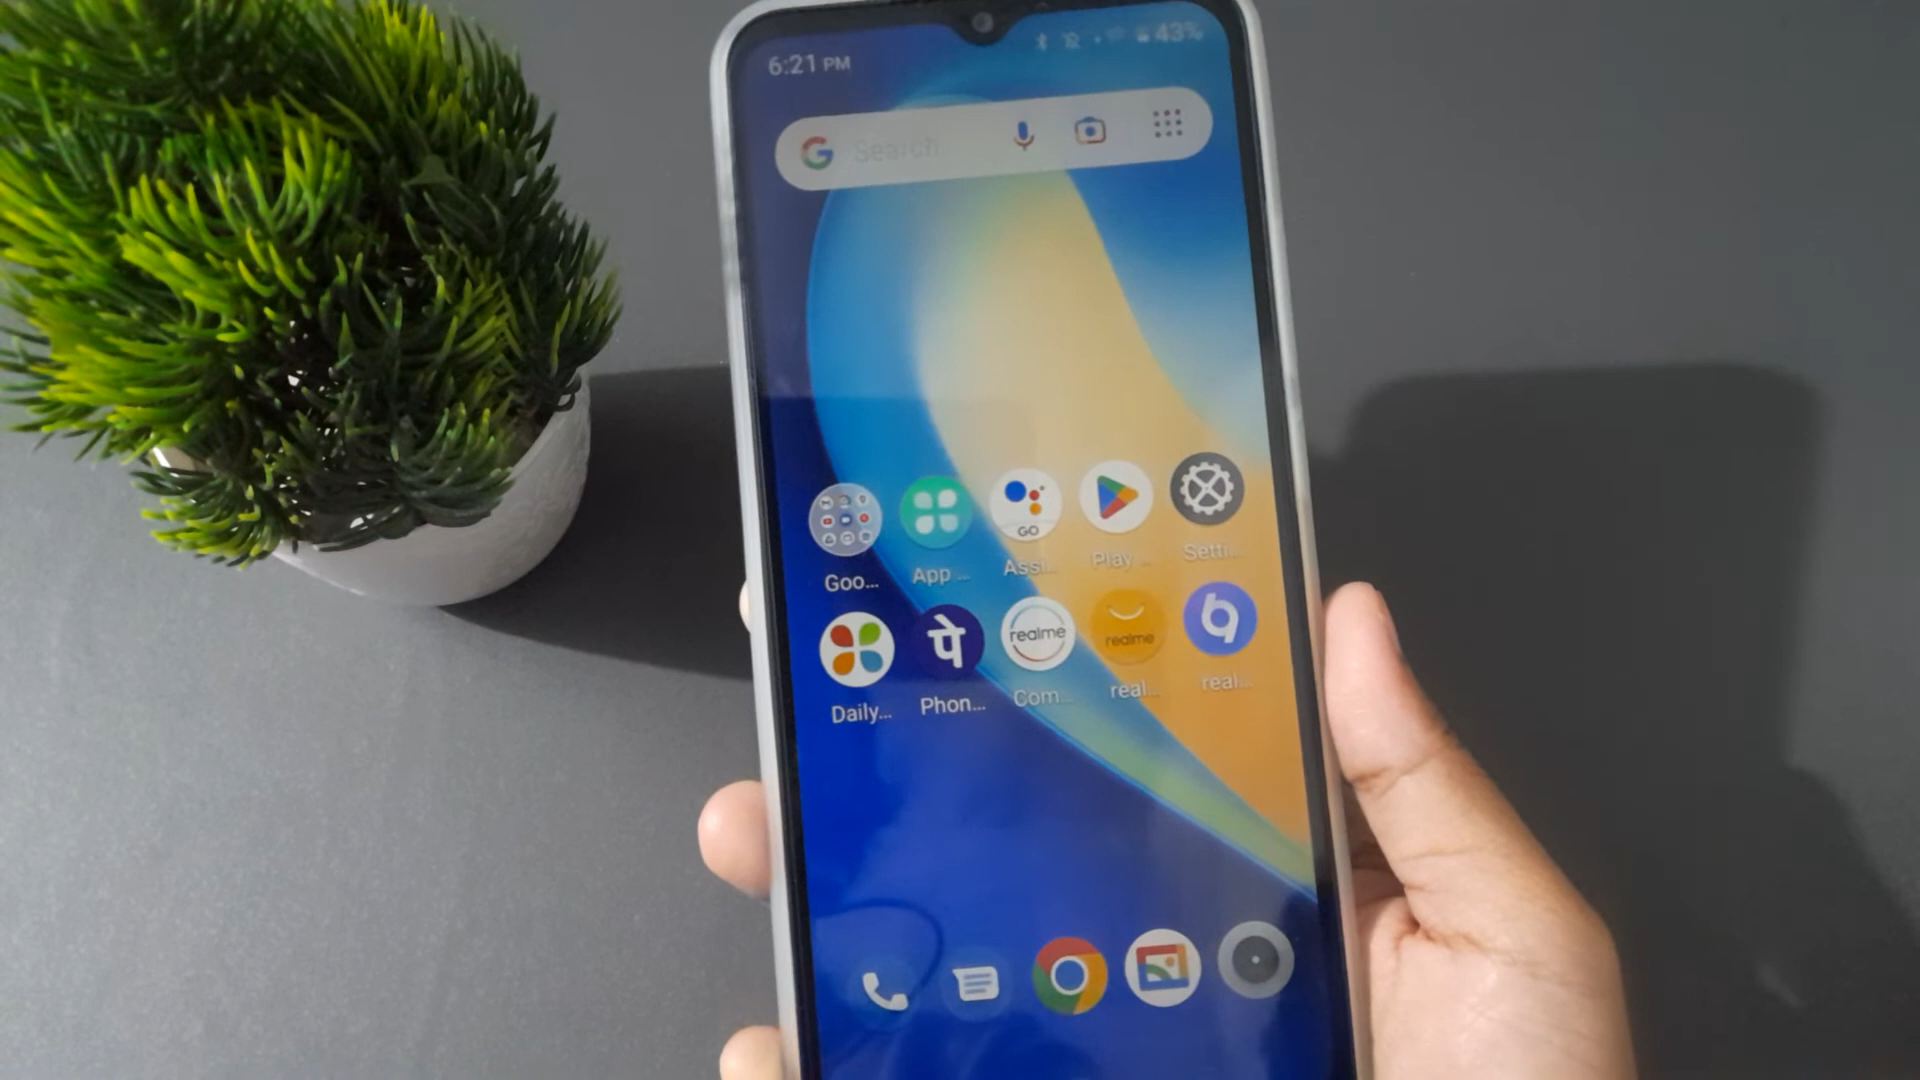 6:21 PM 43%
G Search...
GO
Goo... App ... Assi... Play ... Setti...
पे realme realme
Daily... Phon... Com... real... real...